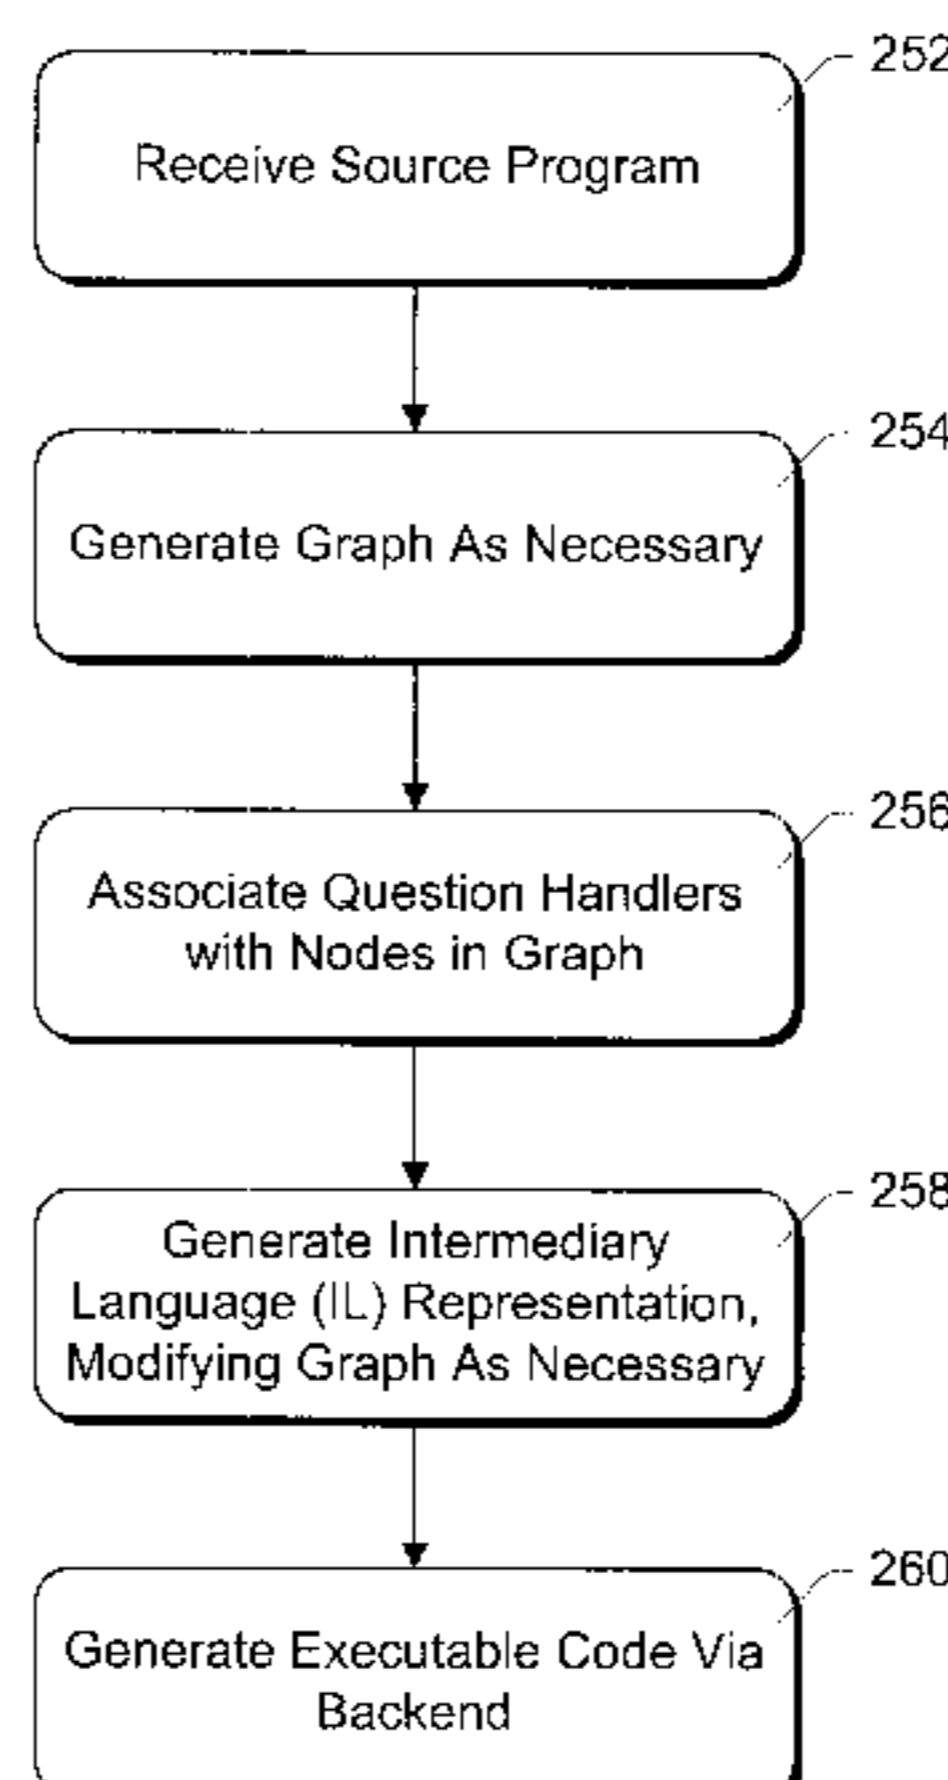 252
Receive Source Program
254
Generate Graph As Necessary
256
Associate Question Handlers
with Nodes in Graph
258
Generate Intermediary
Language (IL) Representation,
Modifying Graph As Necessary
260
Generate Executable Code Via
Backend